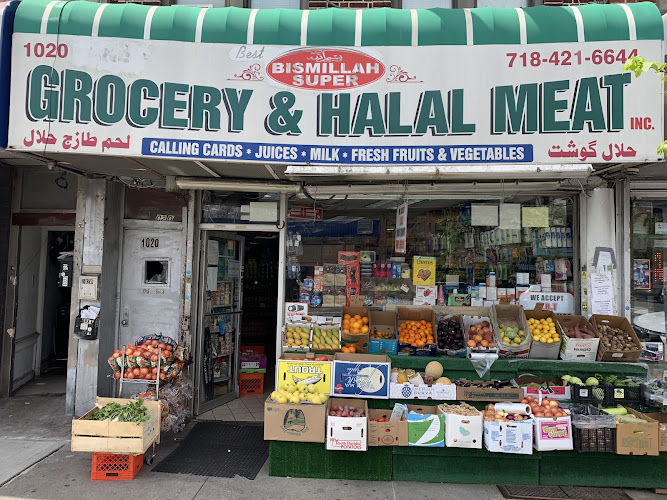 1020
Best
BISMILLAH
SUPER
718-421-6644
GROCERY & HALAL MEAT INC.
لحم طازج حلال
CALLING CARDS * JUICES * MILK * FRESH FRUITS & VEGETABLES
حلال گوشت
1020
WE ACCEPT
TROUT